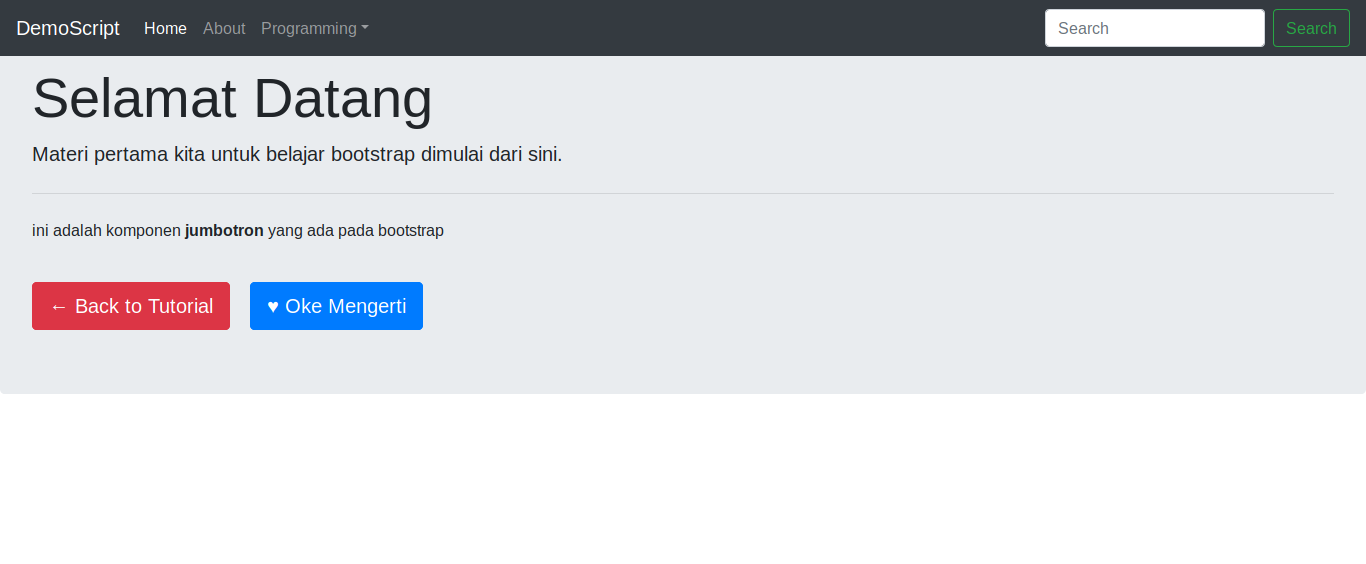 DemoScript Home About Programming Search Search
Selamat Datang
Materi pertama kita untuk belajar bootstrap dimulai dari sini.
ini adalah komponen jumbotron yang ada pada bootstrap
← Back to Tutorial ♥ Oke Mengerti